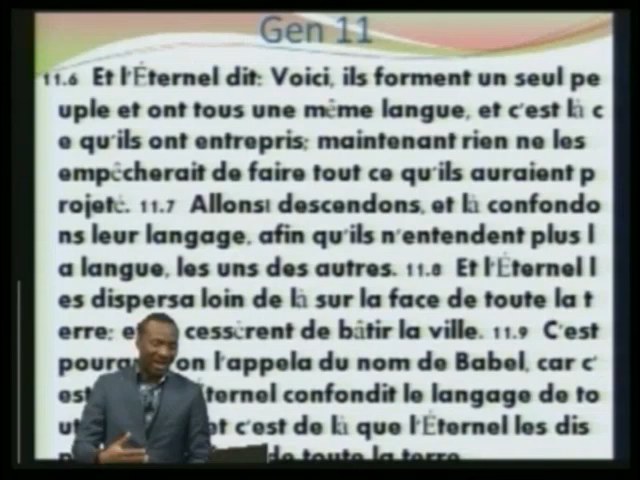 Gen 11
11.6 Et l'Éternel dit: Voici, ils forment un seul pe
uple et ont tous une même langue, et c'est là c
e qu'ils ont entrepris; maintenant rien ne les
empêcherait de faire tout ce qu'ils auraient p
rojeté. 11.7 Allons! descendons, et là confondo
ns leur langage, afin qu'ils n'entendent plus l
a langue, les uns des autres. 11.8 Et l'Éternel l
es dispersa loin de là sur la face de toute la t
erre; e cessèrent de bâtir la ville. 11.9 C'est
pourq on l'appela du nom de Babel, car c'
est ternel confondit le langage de to
ut et c'est de là que l'Éternel les dis
de toute la terre